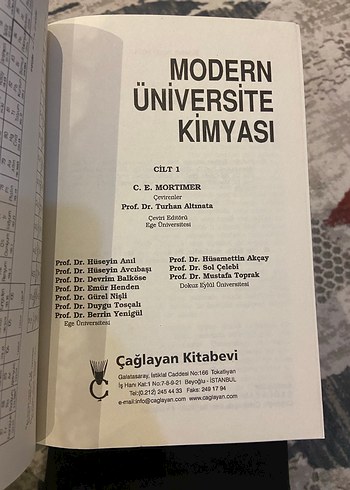 MODERN
ÜNİVERSİTE
KİMYASI
CİLT 1
C. E. MORTIMER
Çevirenler
Prof. Dr. Turhan Altınata
Çeviri Editörü
Ege Üniversitesi
Prof. Dr. Hüseyin Anıl
Prof. Dr. Hüseyin Avcıbaşı
Prof. Dr. Devrim Balköse
Prof. Dr. Emür Henden
Prof. Dr. Gürel Nişli
Prof. Dr. Duygu Tosçalı
Prof. Dr. Berrin Yenigül
Ege Üniversitesi
Prof. Dr. Hüsamettin Akçay
Prof. Dr. Sol Çelebi
Prof. Dr. Mustafa Toprak
Dokuz Eylül Üniversitesi
Çağlayan Kitabevi
Galatasaray, İstiklal Caddesi No:166 Tokatlıyan
İş Hanı Kat:1 No:7-8-9-21 Beyoğlu - İSTANBUL
Tel:(0.212) 245 44 33 Faks: 249 17 94
e-mail:info@caglayan.com www.caglayan.com